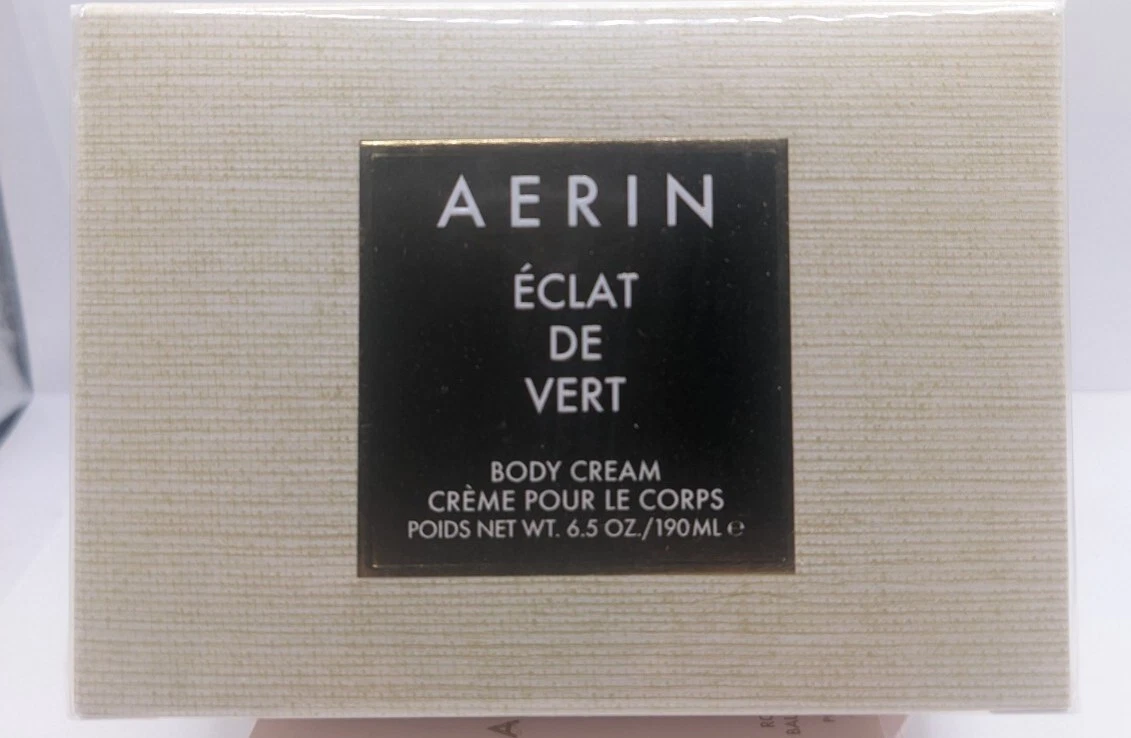 AERIN
ÉCLAT
DE
VERT
BODY CREAM
CRÈME POUR LE CORPS
POIDS NET WT. 6.5 OZ./190ML ℮